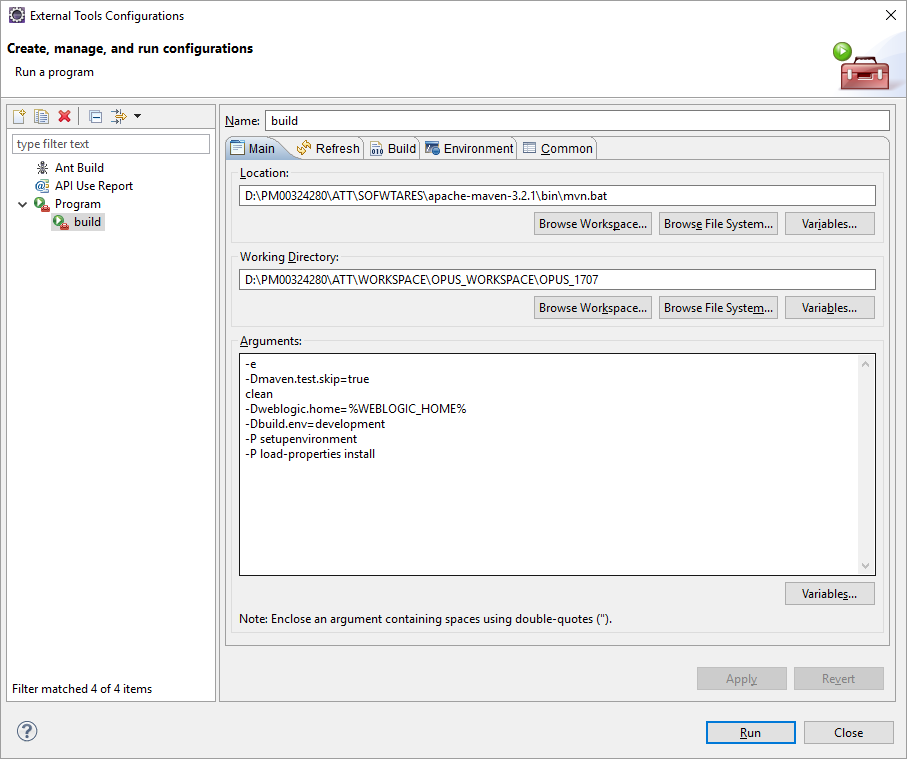 External Tools Configurations
Create, manage, and run configurations
Run a program
type filter text
Ant Build
API Use Report
Program
build
Filter matched 4 of 4 items
Name: build
Main Refresh Build Environment Common
Location:
D:\PM00324280\ATT\SOFWTARES\apache-maven-3.2.1\bin\mvn.bat
Browse Workspace... Browse File System... Variables...
Working Directory:
D:\PM00324280\ATT\WORKSPACE\OPUS_WORKSPACE\OPUS_1707
Browse Workspace... Browse File System... Variables...
Arguments:
-e
-Dmaven.test.skip=true
clean
-Dweblogic.home=%WEBLOGIC_HOME%
-Dbuild.env=development
-P setupenvironment
-P load-properties install
Variables...
Note: Enclose an argument containing spaces using double-quotes (").
Apply Revert
Run Close